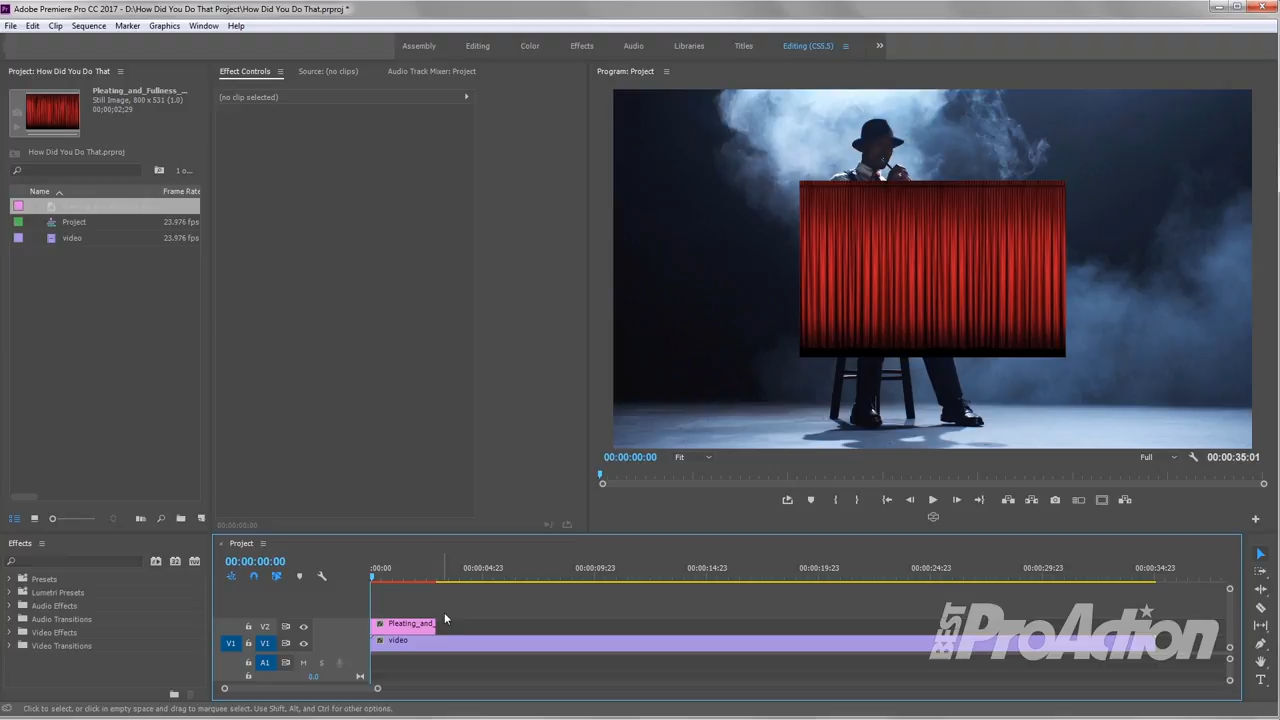 Adobe Premiere Pro CC 2017 - D:\How Did You Do That Project\How Did You Do That.prproj *
File Edit Clip Sequence Marker Graphics Window Help
Assembly Editing Color Effects Audio Libraries Titles Editing (CS5.5)
Project: How Did You Do That
Effect Controls Source: (no clips) Audio Track Mixer: Project
Program: Project
Pleating_and_Fullness_...
Still Image, 800 x 531 (1.0)
00;00;02;29
(no clip selected)
How Did You Do That.prproj
1 o...
Name Frame Rate
Project 23.976 fps
video 23.976 fps
00:00:00:00 Fit Full 00:00:35:01
00:00:05:00
Effects
Presets
Lumetri Presets
Audio Effects
Audio Transitions
Video Effects
Video Transitions
Project
00:00:00:00
:00:00 00:00:04:23 00:00:09:23 00:00:14:23 00:00:19:23 00:00:24:23 00:00:29:23 00:00:34:23
V2 Pleating_and_
V1 V1 video
A1 M S
0.0
BEST ProAction
Click to select, or click in empty space and drag to marquee select. Use Shift, Alt, and Ctrl for other options.